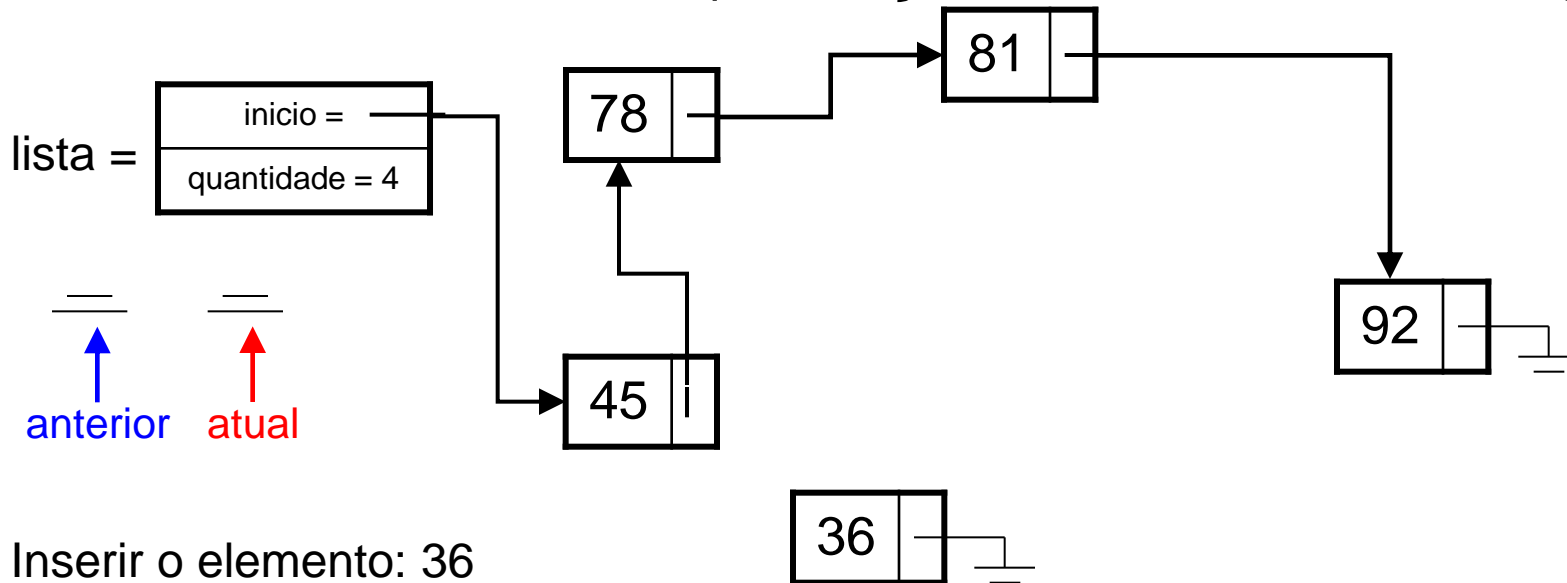 81
78
inicio =
lista =
quantidade = 4
92
45
anterior atual
36
Inserir o elemento: 36